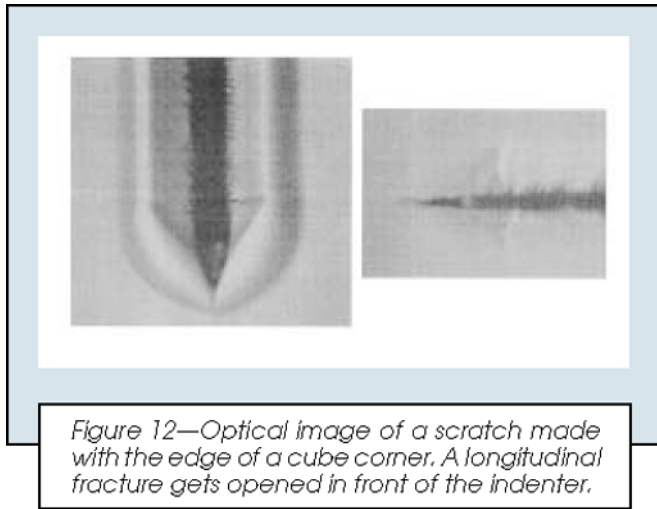 Figure 12—Optical image of a scratch made
with the edge of a cube corner. A longitudinal
fracture gets opened in front of the indenter.